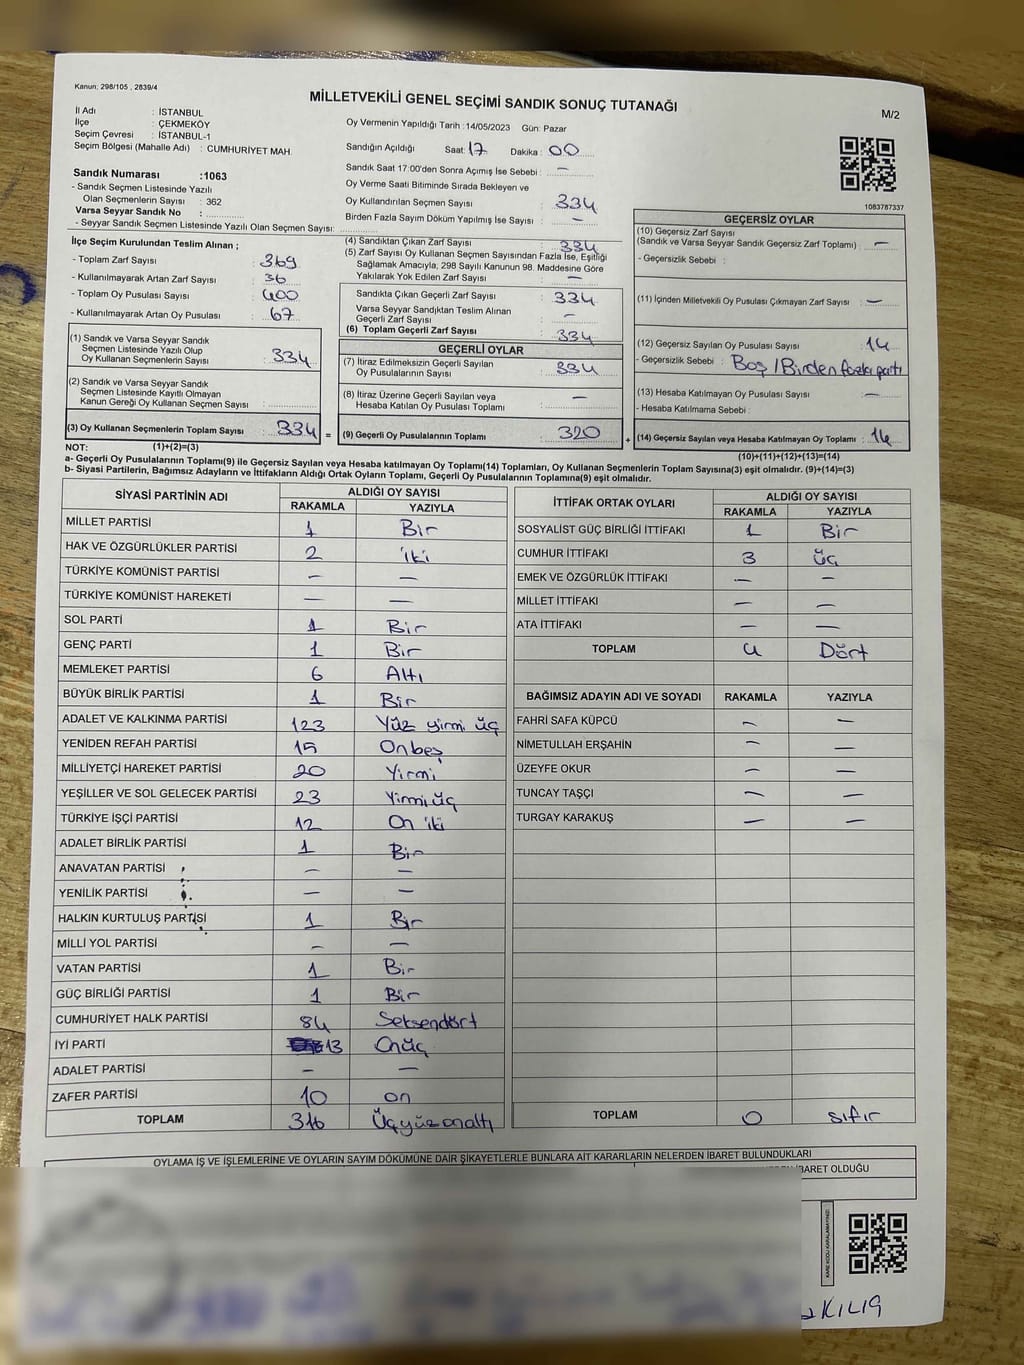 Kanun: 298/105 , 2839/4
MİLLETVEKİLİ GENEL SEÇİMİ SANDIK SONUÇ TUTANAĞI
M/2
İl Adı : İSTANBUL
İlçe : ÇEKMEKÖY
Seçim Çevresi : İSTANBUL-1
Seçim Bölgesi (Mahalle Adı) : CUMHURİYET MAH.
Sandık Numarası :1063
- Sandık Seçmen Listesinde Yazılı
Olan Seçmenlerin Sayısı : 362
Varsa Seyyar Sandık No :
- Seyyar Sandık Seçmen Listesinde Yazılı Olan Seçmen Sayısı:
Oy Vermenin Yapıldığı Tarih : 14/05/2023 Gün: Pazar
Sandığın Açıldığı Saat: 17 Dakika : 00
Sandık Saat 17:00'den Sonra Açımış İse Sebebi : —
Oy Verme Saati Bitiminde Sırada Bekleyen ve
Oy Kullandırılan Seçmen Sayısı : 334
Birden Fazla Sayım Döküm Yapılmış İse Sayısı : —
1083787337
İlçe Seçim Kurulundan Teslim Alınan ;
- Toplam Zarf Sayısı : 369
- Kullanılmayarak Artan Zarf Sayısı : 36
- Toplam Oy Pusulası Sayısı : 400
- Kullanılmayarak Artan Oy Pusulası : 67
(1) Sandık ve Varsa Seyyar Sandık
Seçmen Listesinde Yazılı Olup
Oy Kullanan Seçmenlerin Sayısı : 334
(2) Sandık ve Varsa Seyyar Sandık
Seçmen Listesinde Kayıtlı Olmayan
Kanun Gereği Oy Kullanan Seçmen Sayısı :
(3) Oy Kullanan Seçmenlerin Toplam Sayısı : 334 =
(4) Sandıktan Çıkan Zarf Sayısı : 334
(5) Zarf Sayısı Oy Kullanan Seçmen Sayısından Fazla İse, Eşitliği
Sağlamak Amacıyla, 298 Sayılı Kanunun 98. Maddesine Göre
Yakılarak Yok Edilen Zarf Sayısı : —
Sandıkta Çıkan Geçerli Zarf Sayısı : 334
Varsa Seyyar Sandıktan Teslim Alınan
Geçerli Zarf Sayısı : —
(6) Toplam Geçerli Zarf Sayısı : 334
GEÇERLİ OYLAR
(7) İtiraz Edilmeksizin Geçerli Sayılan
Oy Pusulalarının Sayısı : 334
(8) İtiraz Üzerine Geçerli Sayılan veya
Hesaba Katılan Oy Pusulası Toplamı : —
(9) Geçerli Oy Pusulalarının Toplamı : 320 +
GEÇERSİZ OYLAR
(10) Geçersiz Zarf Sayısı
(Sandık ve Varsa Seyyar Sandık Geçersiz Zarf Toplamı) : —
- Geçersizlik Sebebi :
(11) İçinden Milletvekili Oy Pusulası Çıkmayan Zarf Sayısı : —
(12) Geçersiz Sayılan Oy Pusulası Sayısı : 14
- Geçersizlik Sebebi : Boş / Birden fazla parti
(13) Hesaba Katılmayan Oy Pusulası Sayısı : —
- Hesaba Katılmama Sebebi :
(14) Geçersiz Sayılan veya Hesaba Katılmayan Oy Toplamı : 14
NOT: (1)+(2)=(3)
(10)+(11)+(12)+(13)=(14)
a- Geçerli Oy Pusulalarının Toplamı(9) ile Geçersiz Sayılan veya Hesaba katılmayan Oy Toplamı(14) Toplamları, Oy Kullanan Seçmenlerin Toplam Sayısına(3) eşit olmalıdır. (9)+(14)=(3)
b- Siyasi Partilerin, Bağımsız Adayların ve İttifakların Aldığı Ortak Oyların Toplamı, Geçerli Oy Pusulalarının Toplamına(9) eşit olmalıdır.
SİYASİ PARTİNİN ADI ALDIĞI OY SAYISI
RAKAMLA YAZIYLA
MİLLET PARTİSİ 1 Bir
HAK VE ÖZGÜRLÜKLER PARTİSİ 2 iki
TÜRKİYE KOMÜNİST PARTİSİ — —
TÜRKİYE KOMÜNİST HAREKETİ — —
SOL PARTİ 1 Bir
GENÇ PARTİ 1 Bir
MEMLEKET PARTİSİ 6 Altı
BÜYÜK BİRLİK PARTİSİ 1 Bir
ADALET VE KALKINMA PARTİSİ 123 Yüz yirmi üç
YENİDEN REFAH PARTİSİ 15 Onbeş
MİLLİYETÇİ HAREKET PARTİSİ 20 Yirmi
YEŞİLLER VE SOL GELECEK PARTİSİ 23 Yirmi üç
TÜRKİYE İŞÇİ PARTİSİ 12 On iki
ADALET BİRLİK PARTİSİ 1 Bir
ANAVATAN PARTİSİ — —
YENİLİK PARTİSİ — —
HALKIN KURTULUŞ PARTİSİ 1 Bir
MİLLİ YOL PARTİSİ — —
VATAN PARTİSİ 1 Bir
GÜÇ BİRLİĞİ PARTİSİ 1 Bir
CUMHURİYET HALK PARTİSİ 84 Seksendört
İYİ PARTİ 13 Onüç
ADALET PARTİSİ — —
ZAFER PARTİSİ 10 on
TOPLAM 316 Üçyüzonaltı
İTTİFAK ORTAK OYLARI ALDIĞI OY SAYISI
RAKAMLA YAZIYLA
SOSYALİST GÜÇ BİRLİĞİ İTTİFAKI 1 Bir
CUMHUR İTTİFAKI 3 üç
EMEK VE ÖZGÜRLÜK İTTİFAKI — —
MİLLET İTTİFAKI — —
ATA İTTİFAKI — —
TOPLAM 4 Dört
BAĞIMSIZ ADAYIN ADI VE SOYADI RAKAMLA YAZIYLA
FAHRİ SAFA KÜPCÜ — —
NİMETULLAH ERŞAHİN — —
ÜZEYFE OKUR — —
TUNCAY TAŞÇI — —
TURGAY KARAKUŞ — —
TOPLAM 0 sıfır
OYLAMA İŞ VE İŞLEMLERİNE VE OYLARIN SAYIM DÖKÜMÜNE DAİR ŞİKAYETLERLE BUNLARA AİT KARARLARIN NELERDEN İBARET BULUNDUKLARI
İBARET OLDUĞU
KARE KODU KARALAMAYINIZ!